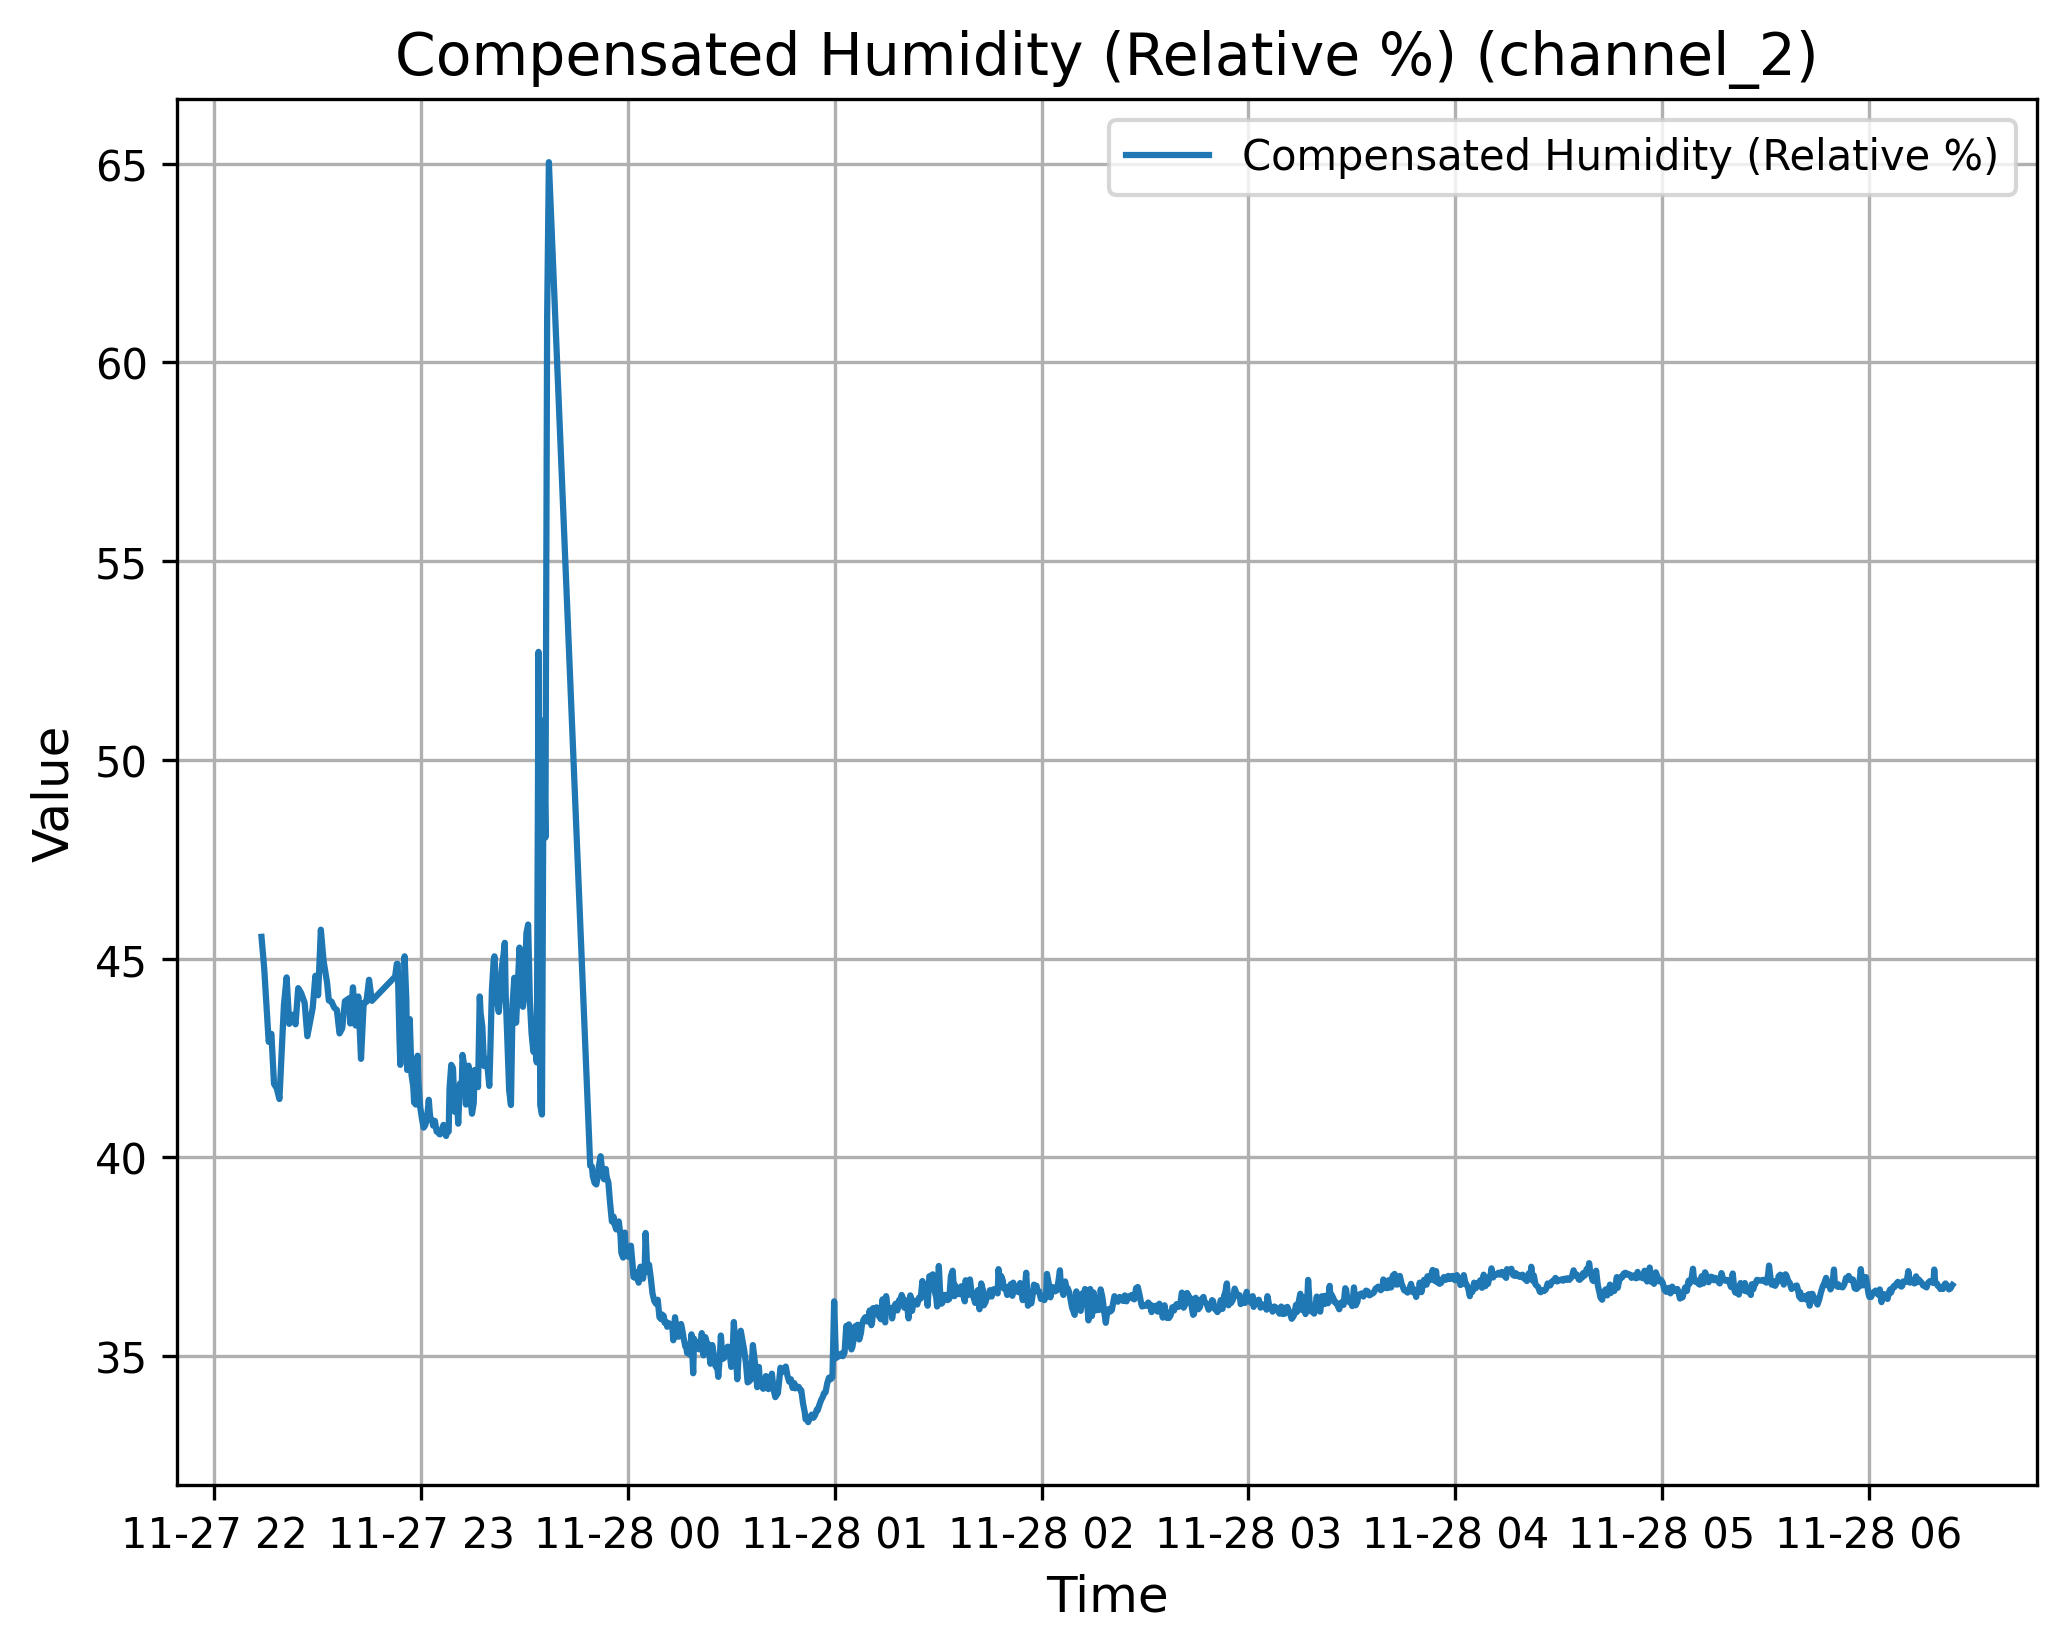 Compensated Humidity (Relative %) (channel_2)
Compensated Humidity (Relative %)
65
60
55
50
45
40
35
Value
11-27 22 11-27 23 11-28 00 11-28 01 11-28 02 11-28 03 11-28 04 11-28 05 11-28 06
Time